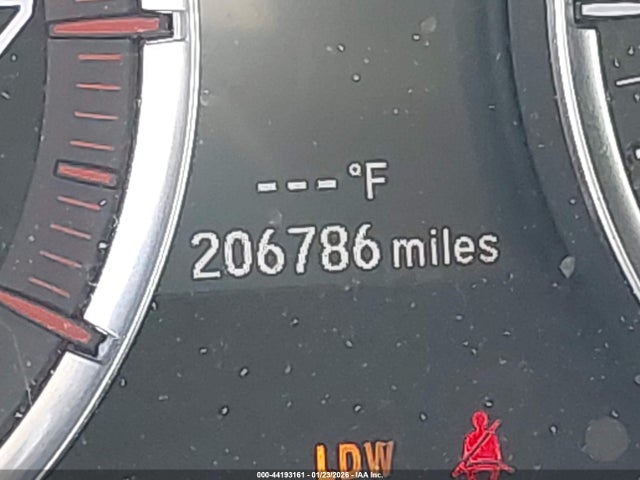 --- °F
206786 miles
LDW
000-44193161 - 01/23/2026 - IAA Inc.